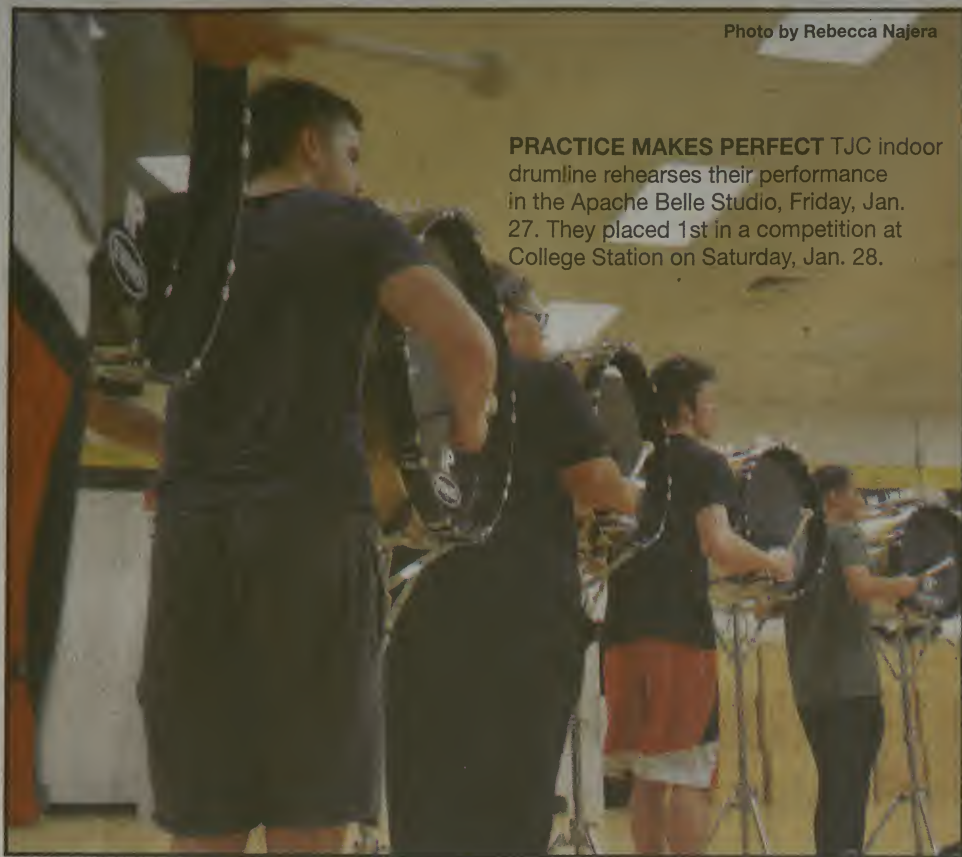 Photo by Rebecca Najera
PRACTICE MAKES PERFECT TJC indoor
drumline rehearses their performance
in the Apache Belle Studio, Friday, Jan.
27. They placed 1st in a competition at
College Station on Saturday, Jan. 28.